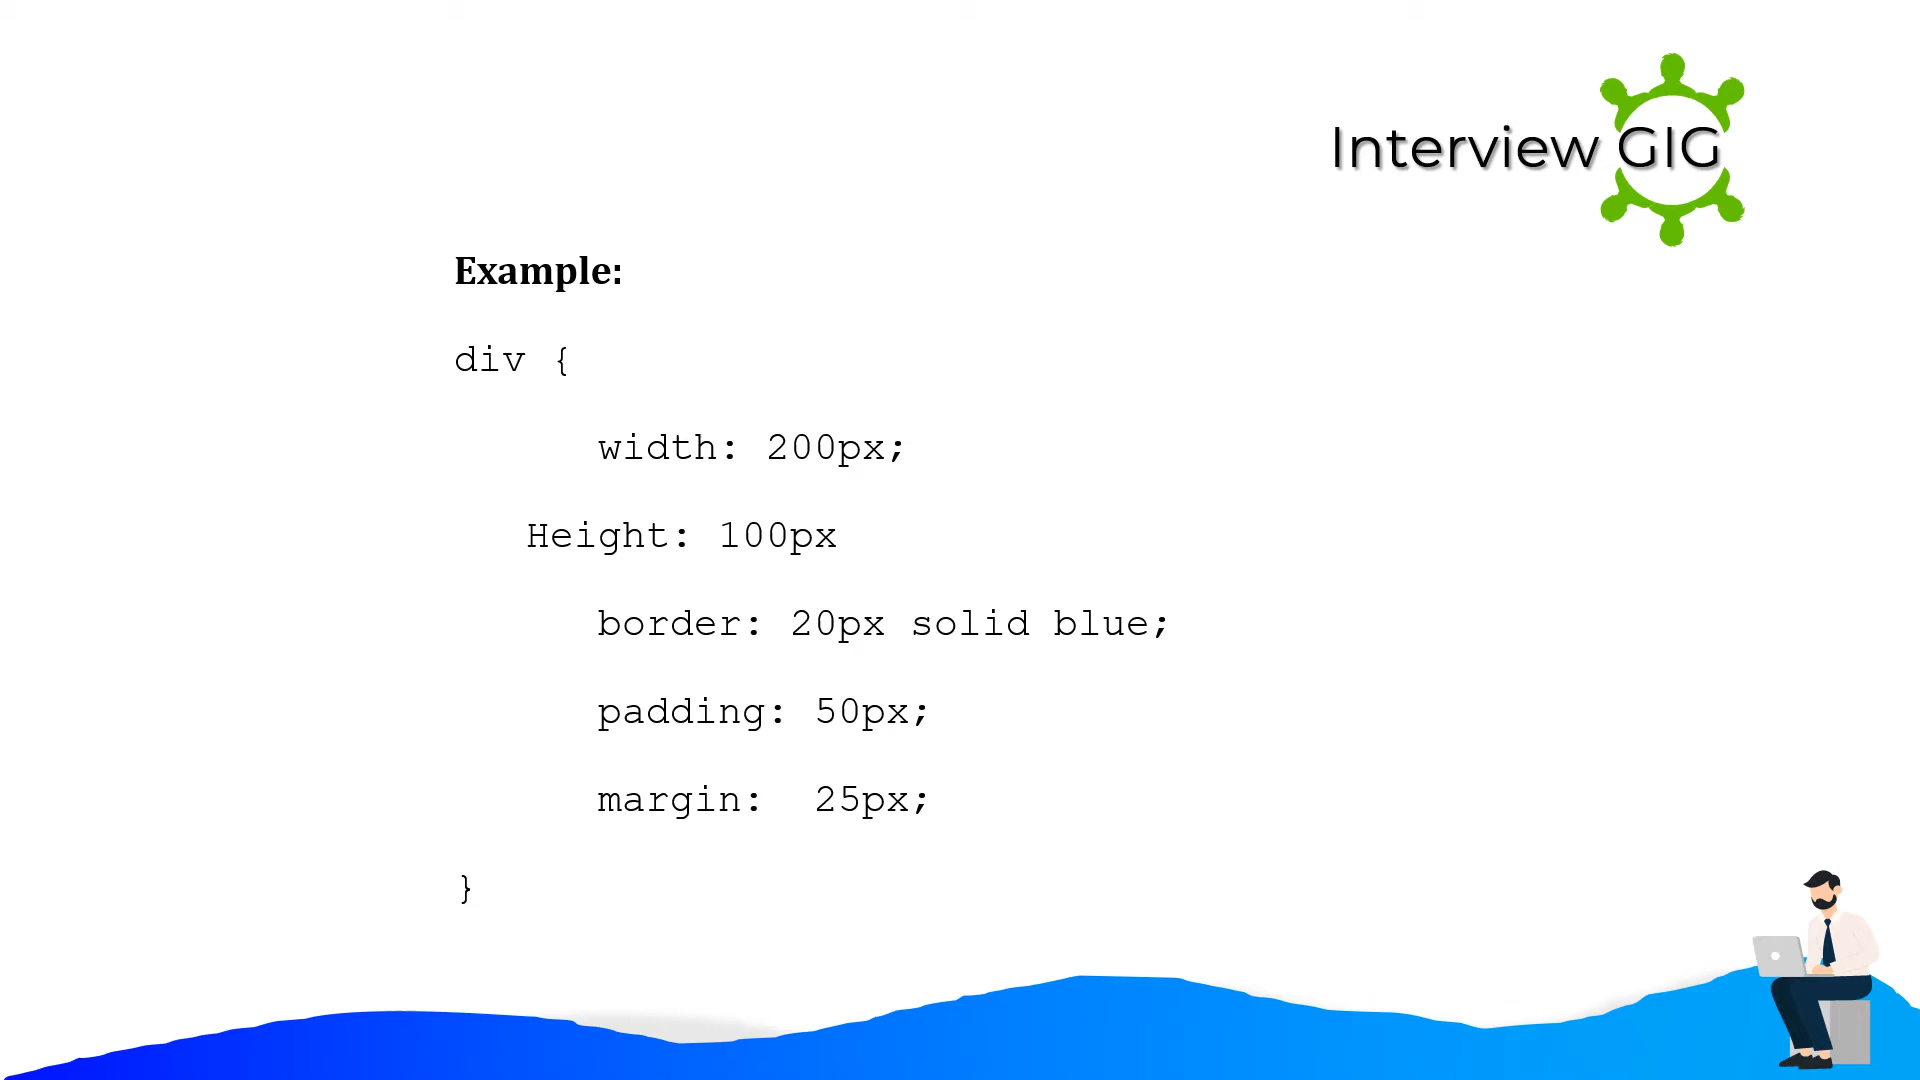 Interview GIG
Example:
div {
width: 200px;
Height: 100px
border: 20px solid blue;
padding: 50px;
margin:  25px;
}